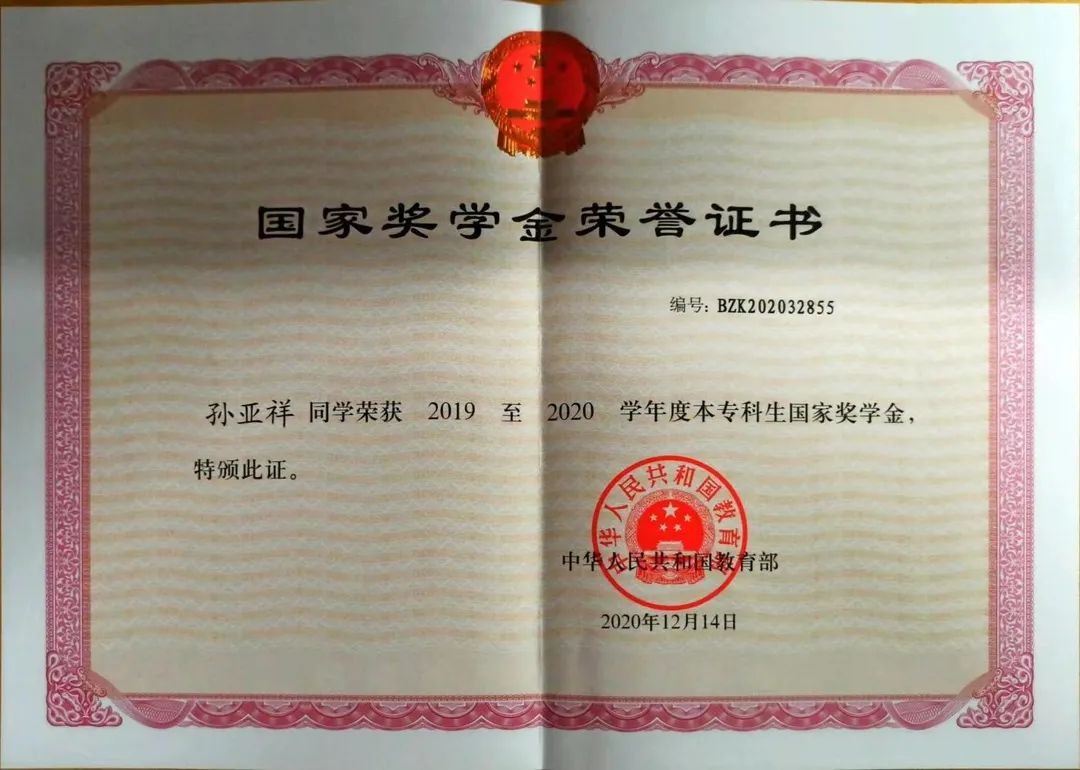 国家奖学金荣誉证书
编号：BZK202032855
孙亚祥 同学荣获 2019 至 2020 学年度本专科生国家奖学金，
特颁此证。
中华人民共和国教育部
中华人民共和国教育部
2020年12月14日